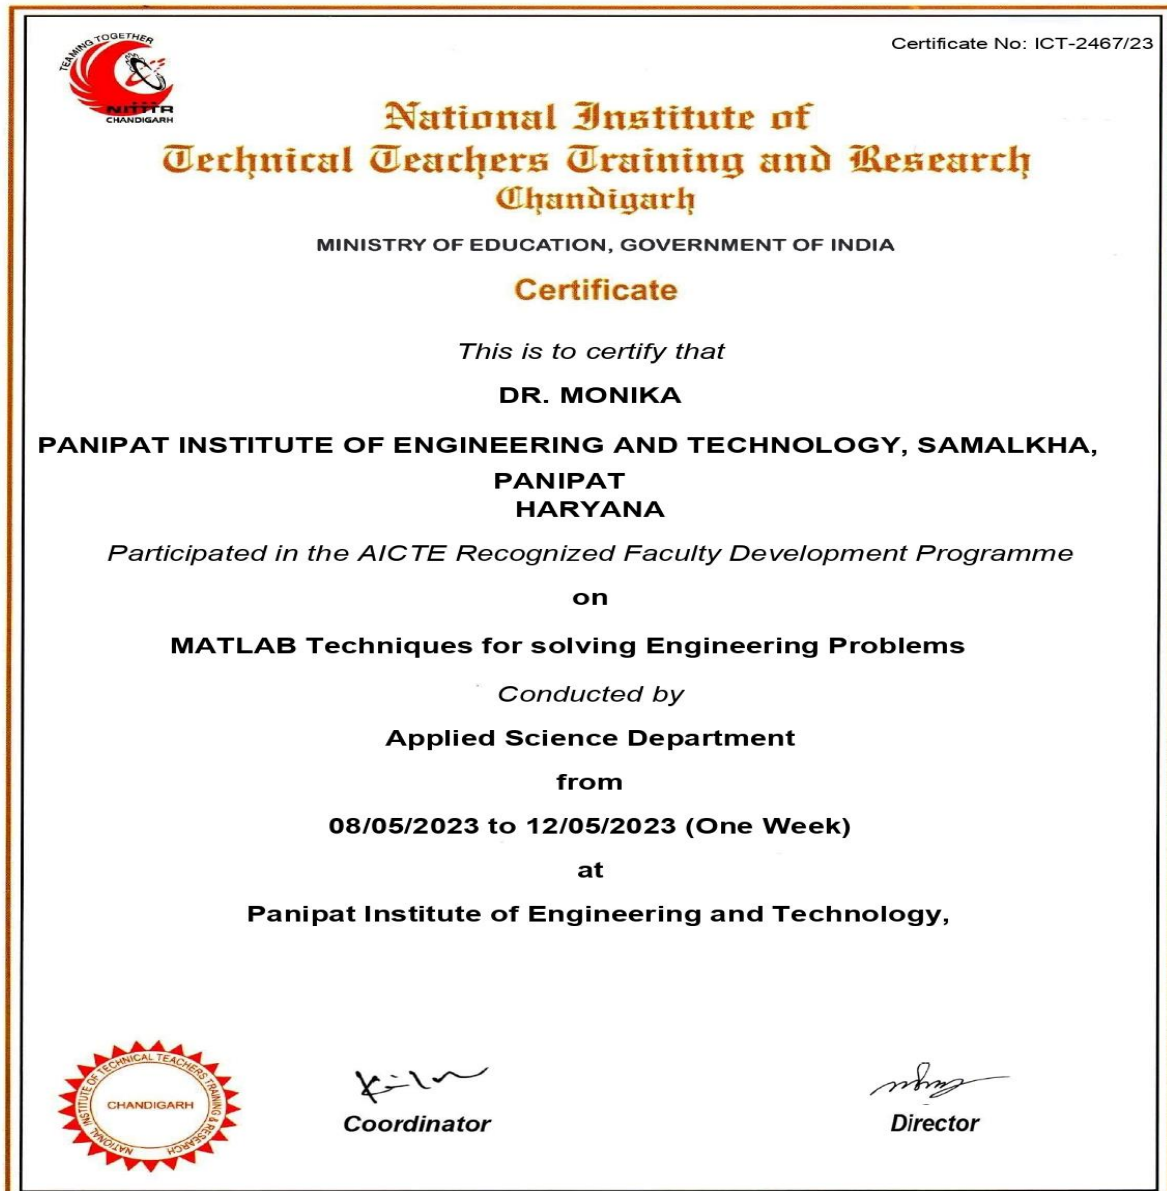 TEAMING TOGETHER
NITTTR
CHANDIGARH
Certificate No: ICT-2467/23
National Institute of
Technical Teachers Training and Research
Chandigarh
MINISTRY OF EDUCATION, GOVERNMENT OF INDIA
Certificate
This is to certify that
DR. MONIKA
PANIPAT INSTITUTE OF ENGINEERING AND TECHNOLOGY, SAMALKHA,
PANIPAT
HARYANA
Participated in the AICTE Recognized Faculty Development Programme
on
MATLAB Techniques for solving Engineering Problems
Conducted by
Applied Science Department
from
08/05/2023 to 12/05/2023 (One Week)
at
Panipat Institute of Engineering and Technology,
NATIONAL INSTITUTE OF TECHNICAL TEACHERS TRAINING & RESEARCH
CHANDIGARH
Coordinator
Director